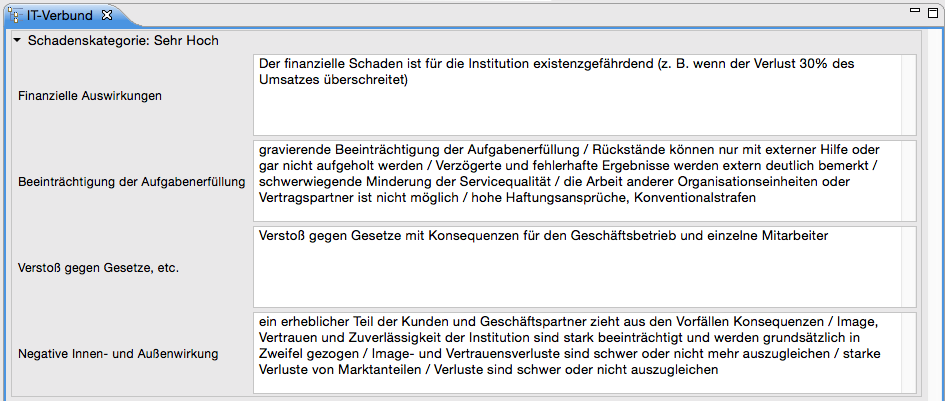 IT-Verbund
Schadenskategorie: Sehr Hoch
Finanzielle Auswirkungen
Der finanzielle Schaden ist für die Institution existenzgefährdend (z. B. wenn der Verlust 30% des
Umsatzes überschreitet)
Beeinträchtigung der Aufgabenerfüllung
gravierende Beeinträchtigung der Aufgabenerfüllung / Rückstände können nur mit externer Hilfe oder
gar nicht aufgeholt werden / Verzögerte und fehlerhafte Ergebnisse werden extern deutlich bemerkt /
schwerwiegende Minderung der Servicequalität / die Arbeit anderer Organisationseinheiten oder
Vertragspartner ist nicht möglich / hohe Haftungsansprüche, Konventionalstrafen
Verstoß gegen Gesetze, etc.
Verstoß gegen Gesetze mit Konsequenzen für den Geschäftsbetrieb und einzelne Mitarbeiter
Negative Innen- und Außenwirkung
ein erheblicher Teil der Kunden und Geschäftspartner zieht aus den Vorfällen Konsequenzen / Image,
Vertrauen und Zuverlässigkeit der Institution sind stark beeinträchtigt und werden grundsätzlich in
Zweifel gezogen / Image- und Vertrauensverluste sind schwer oder nicht mehr auszugleichen / starke
Verluste von Marktanteilen / Verluste sind schwer oder nicht auszugleichen